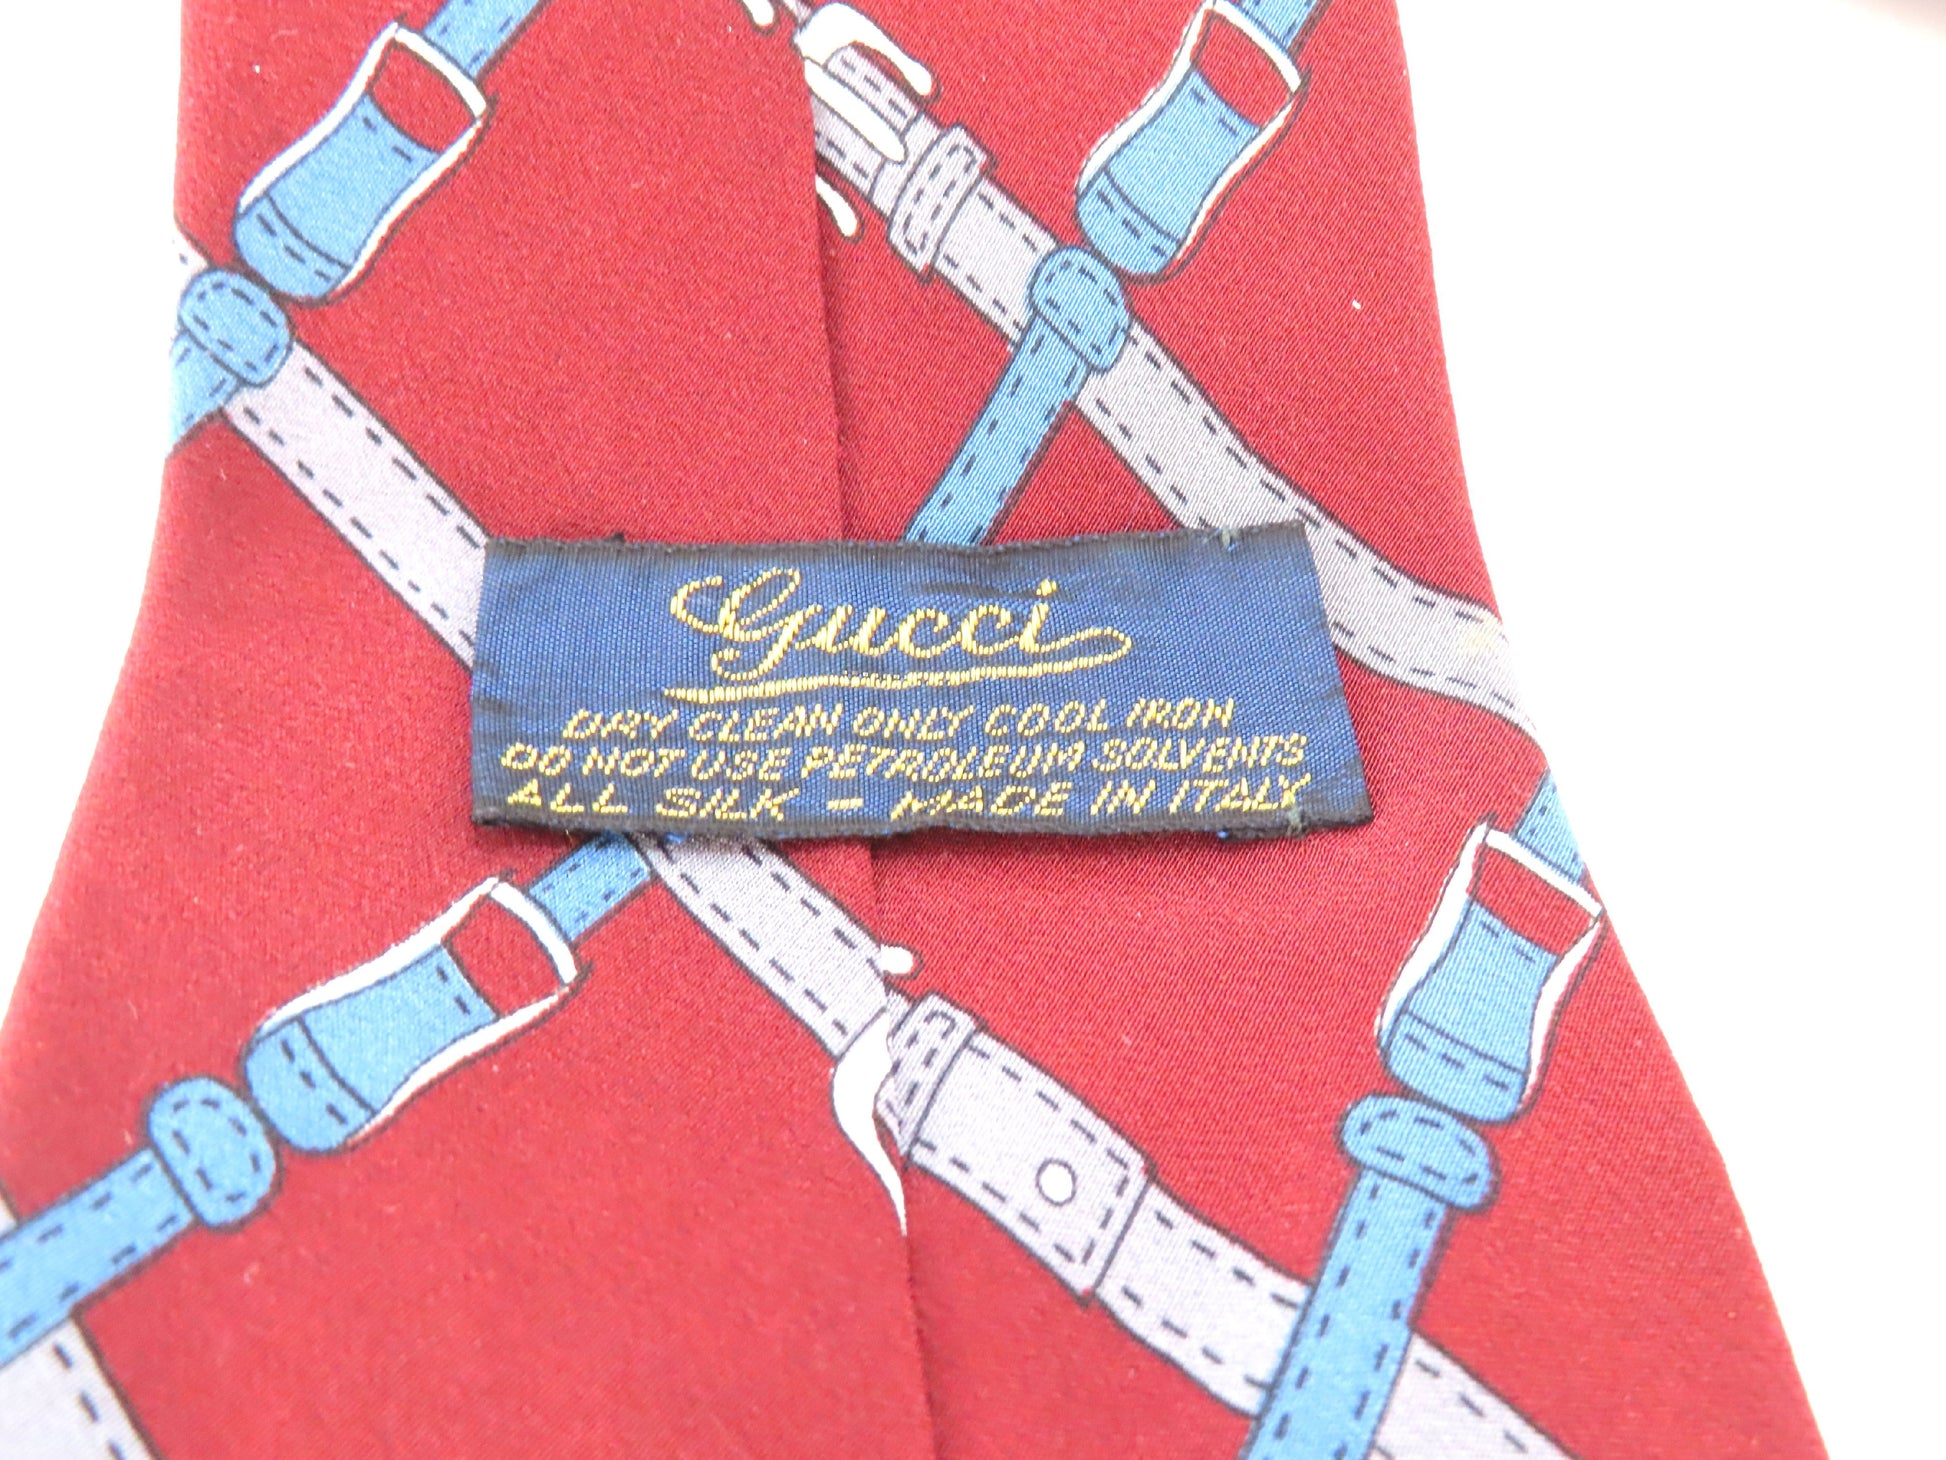 Gucci
DRY CLEAN ONLY COOL IRON
DO NOT USE PETROLEUM SOLVENTS
ALL SILK - MADE IN ITALY